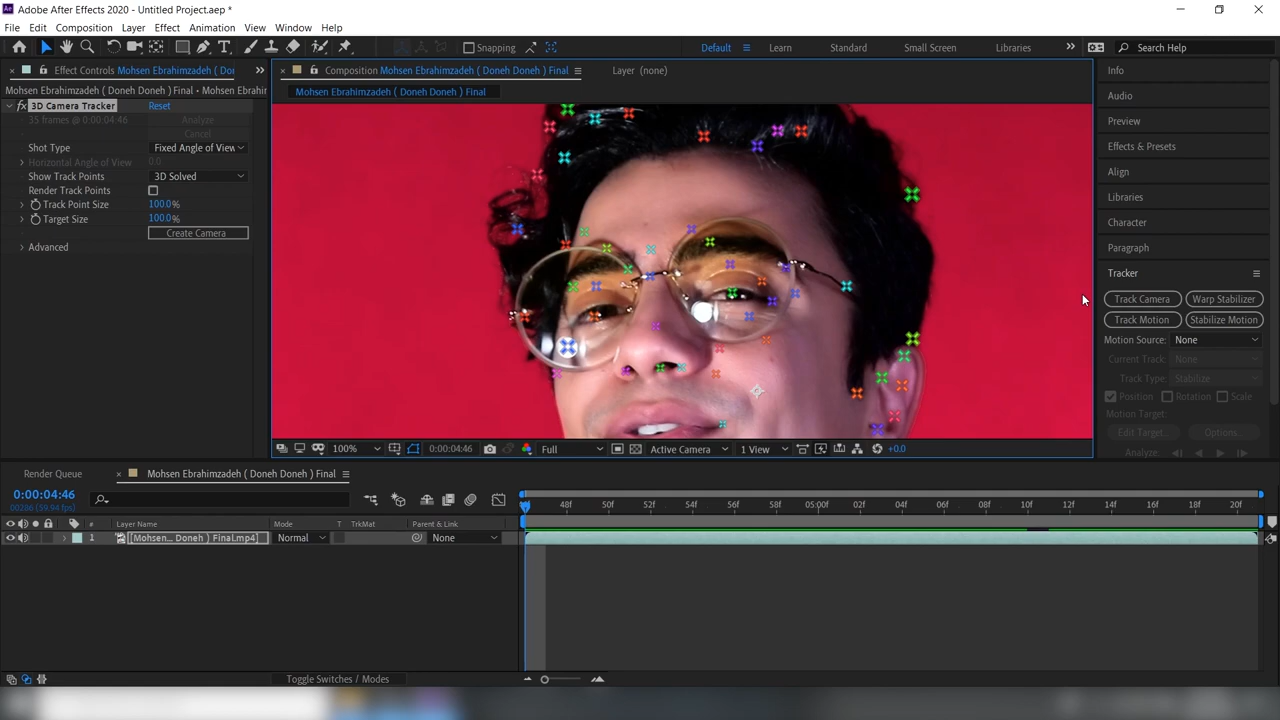 Adobe After Effects 2020 - Untitled Project.aep *
File Edit Composition Layer Effect Animation View Window Help
Snapping Default Learn Standard Small Screen Libraries Search Help
Effect Controls Mohsen Ebrahimzadeh ( Doi
Mohsen Ebrahimzadeh ( Doneh Doneh ) Final • Mohsen Ebrahir
fx 3D Camera Tracker Reset
35 frames @ 0:00:04:46 Analyze
Cancel
Shot Type Fixed Angle of View
Horizontal Angle of View 0.0
Show Track Points 3D Solved
Render Track Points
Track Point Size 100.0%
Target Size 100.0%
Create Camera
Advanced
Composition Mohsen Ebrahimzadeh ( Doneh Doneh ) Final Layer (none)
Mohsen Ebrahimzadeh ( Doneh Doneh ) Final
100% 0:00:04:46 Full Active Camera 1 View +0.0
Info
Audio
Preview
Effects & Presets
Align
Libraries
Character
Paragraph
Tracker
Track Camera Warp Stabilizer
Track Motion Stabilize Motion
Motion Source: None
Current Track: None
Track Type: Stabilize
Position Rotation Scale
Motion Target:
Edit Target... Options...
Analyze:
Render Queue Mohsen Ebrahimzadeh ( Doneh Doneh ) Final
0:00:04:46
00286 (59.94 fps)
48f 50f 52f 54f 56f 58f 05:00f 02f 04f 06f 08f 10f 12f 14f 16f 18f 20f
# Layer Name Mode T TrkMat Parent & Link
1 [Mohsen... Doneh ) Final.mp4] Normal None
Toggle Switches / Modes